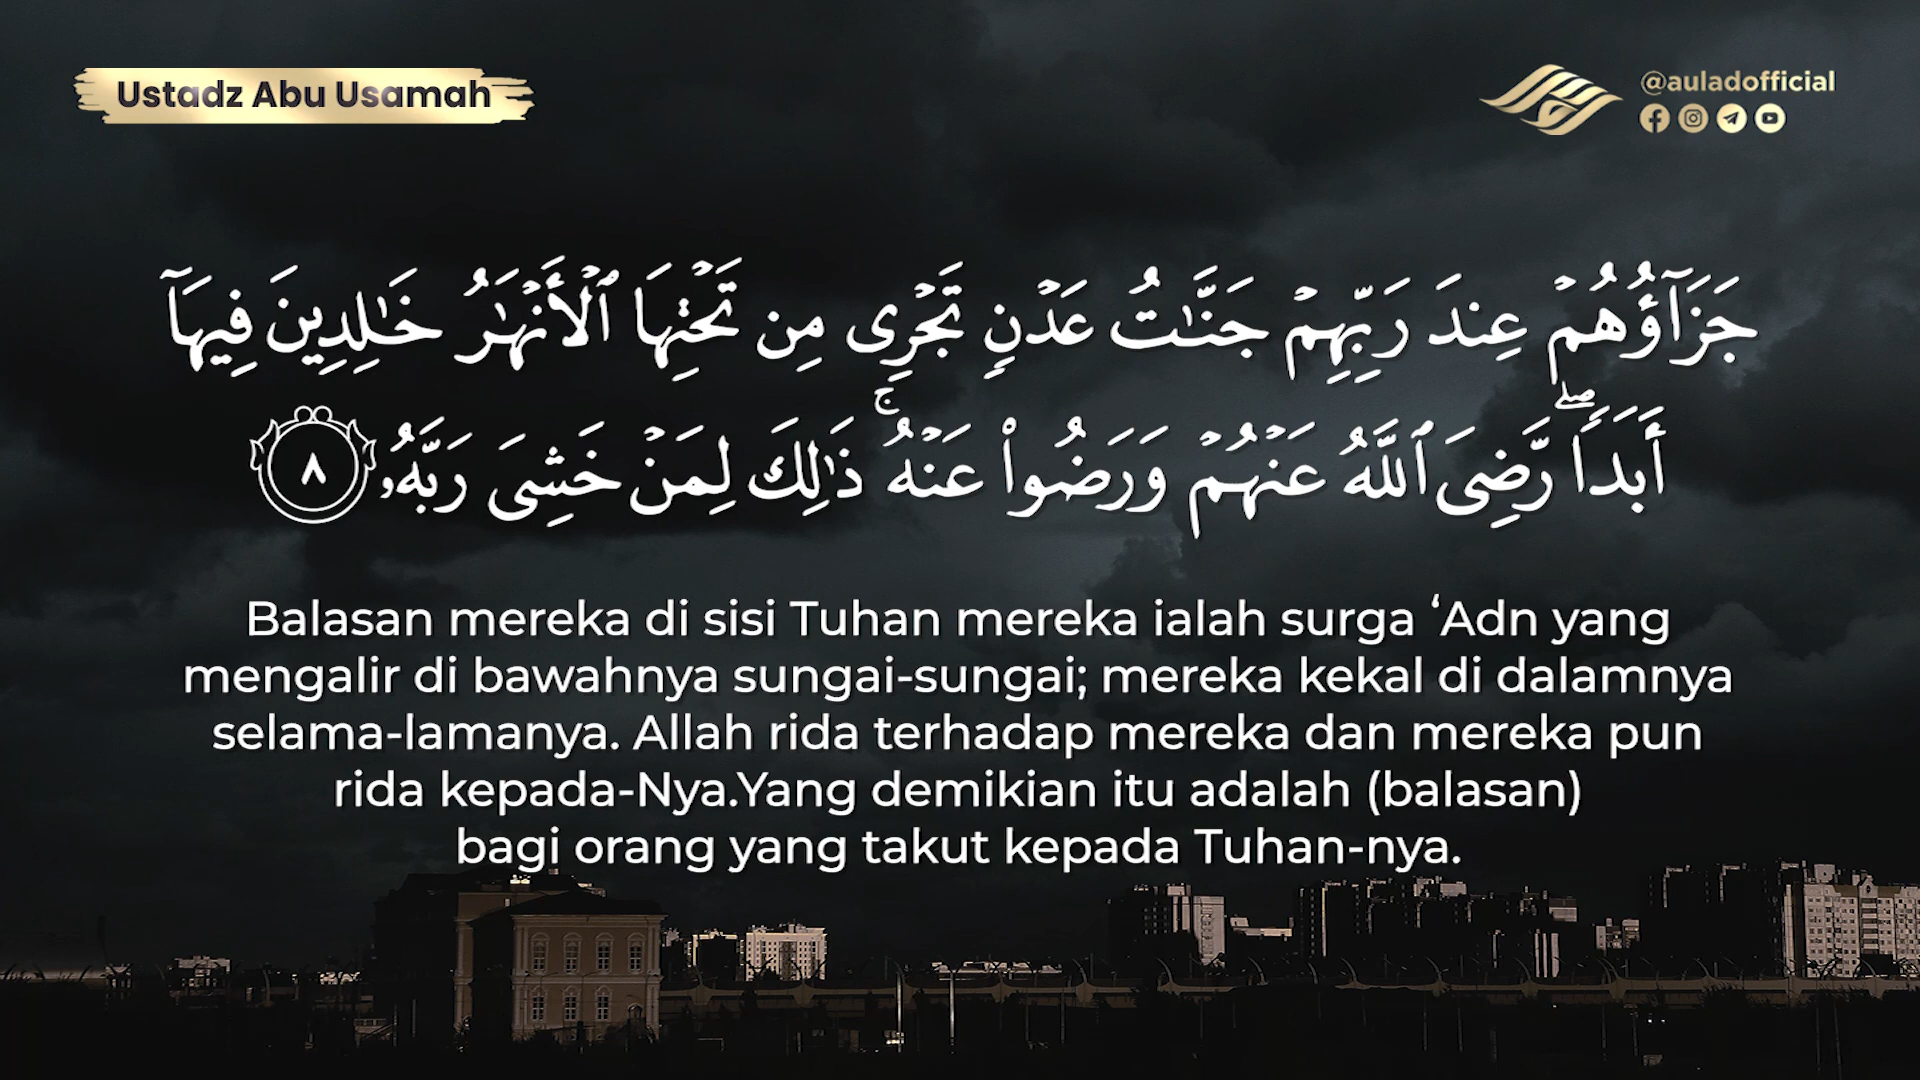 Ustadz Abu Usamah
@auladofficial
جَزَآؤُهُمۡ عِندَ رَبِّهِمۡ جَنَّٰتُ عَدۡنٖ تَجۡرِي مِن تَحۡتِهَا ٱلۡأَنۡهَٰرُ خَٰلِدِينَ فِيهَآ
أَبَدٗاۖ رَّضِيَ ٱللَّهُ عَنۡهُمۡ وَرَضُواْ عَنۡهُۚ ذَٰلِكَ لِمَنۡ خَشِيَ رَبَّهُۥ ٨
Balasan mereka di sisi Tuhan mereka ialah surga ‘Adn yang
mengalir di bawahnya sungai-sungai; mereka kekal di dalamnya
selama-lamanya. Allah rida terhadap mereka dan mereka pun
rida kepada-Nya.Yang demikian itu adalah (balasan)
bagi orang yang takut kepada Tuhan-nya.